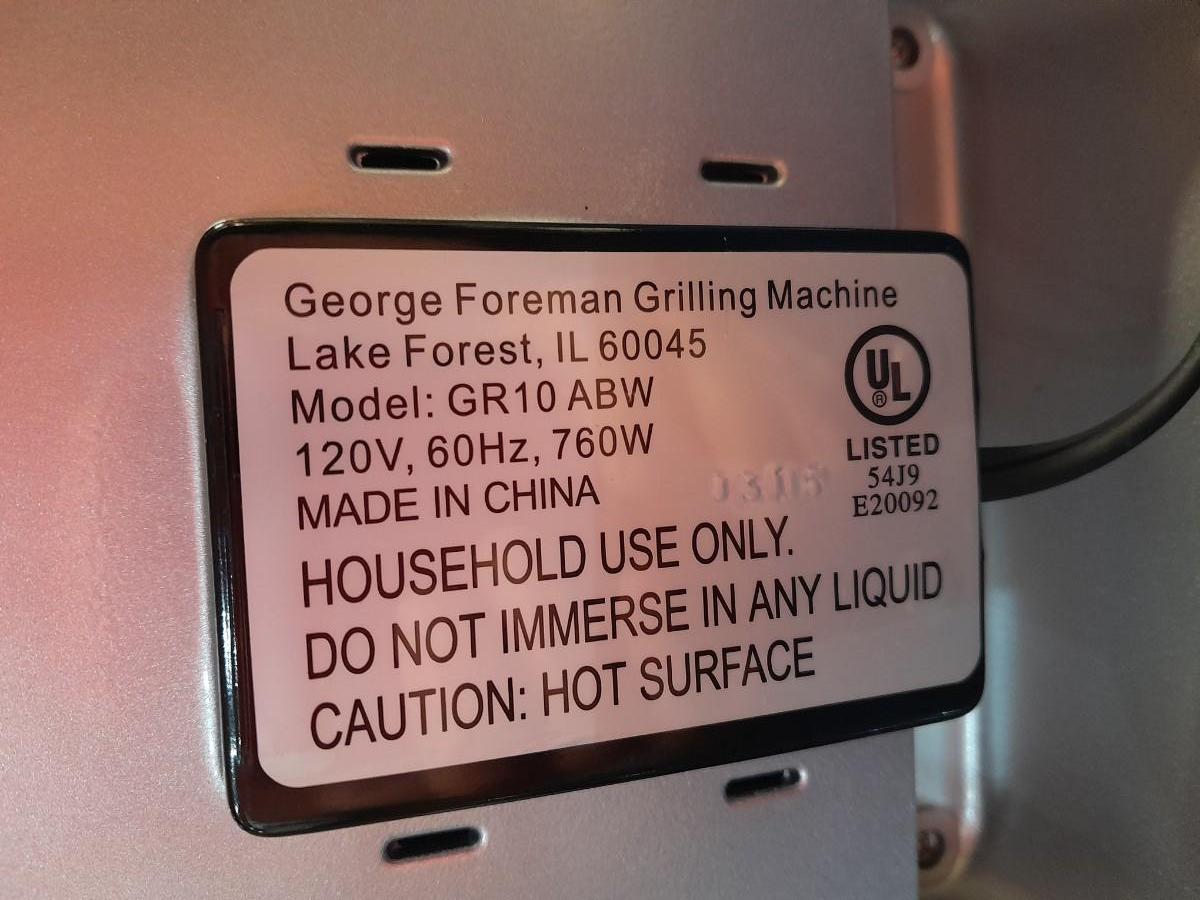 George Foreman Grilling Machine
Lake Forest, IL 60045
Model: GR10 ABW
120V, 60Hz, 760W
MADE IN CHINA
HOUSEHOLD USE ONLY.
DO NOT IMMERSE IN ANY LIQUID
CAUTION: HOT SURFACE
UL
®
LISTED
54J9
E20092